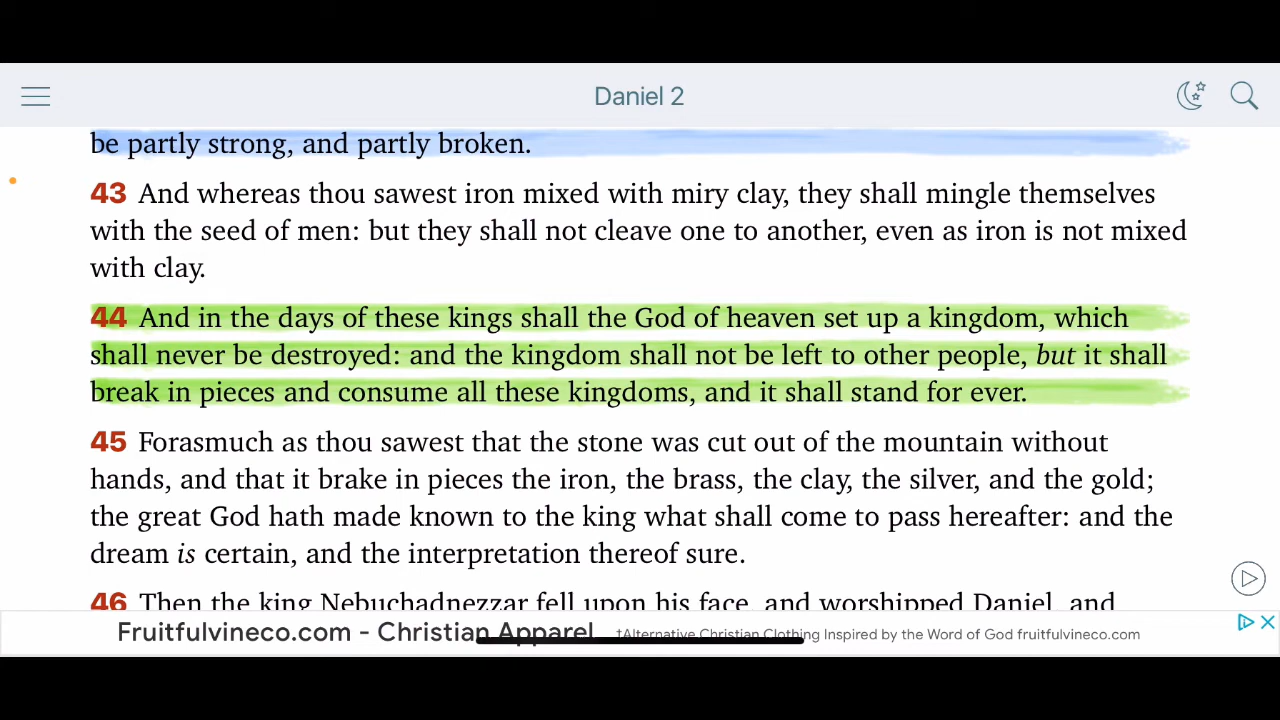 Daniel 2
be partly strong, and partly broken.
43 And whereas thou sawest iron mixed with miry clay, they shall mingle themselves
with the seed of men: but they shall not cleave one to another, even as iron is not mixed
with clay.
44 And in the days of these kings shall the God of heaven set up a kingdom, which
shall never be destroyed: and the kingdom shall not be left to other people, but it shall
break in pieces and consume all these kingdoms, and it shall stand for ever.
45 Forasmuch as thou sawest that the stone was cut out of the mountain without
hands, and that it brake in pieces the iron, the brass, the clay, the silver, and the gold;
the great God hath made known to the king what shall come to pass hereafter: and the
dream is certain, and the interpretation thereof sure.
46 Then the king Nebuchadnezzar fell upon his face, and worshipped Daniel, and
Fruitfulvineco.com - Christian Apparel †Alternative Christian Clothing Inspired by the Word of God fruitfulvineco.com